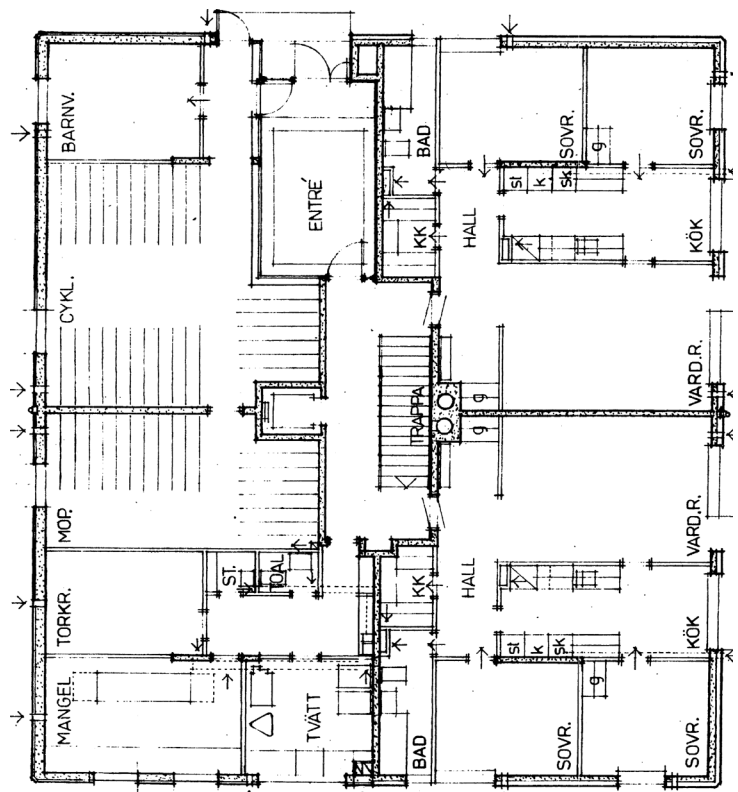 BARNV.
CYKL.
MOP.
TORKR.
MANGEL
ENTRÉ
ST.
TOAL
TVÄTT
BAD
KK
HALL
TRAPPA
KK
HALL
BAD
SOVR.
SOVR.
g
st
k
sk
KÖK
VARD.R.
g
g
VARD.R.
KÖK
st
k
sk
g
SOVR.
SOVR.